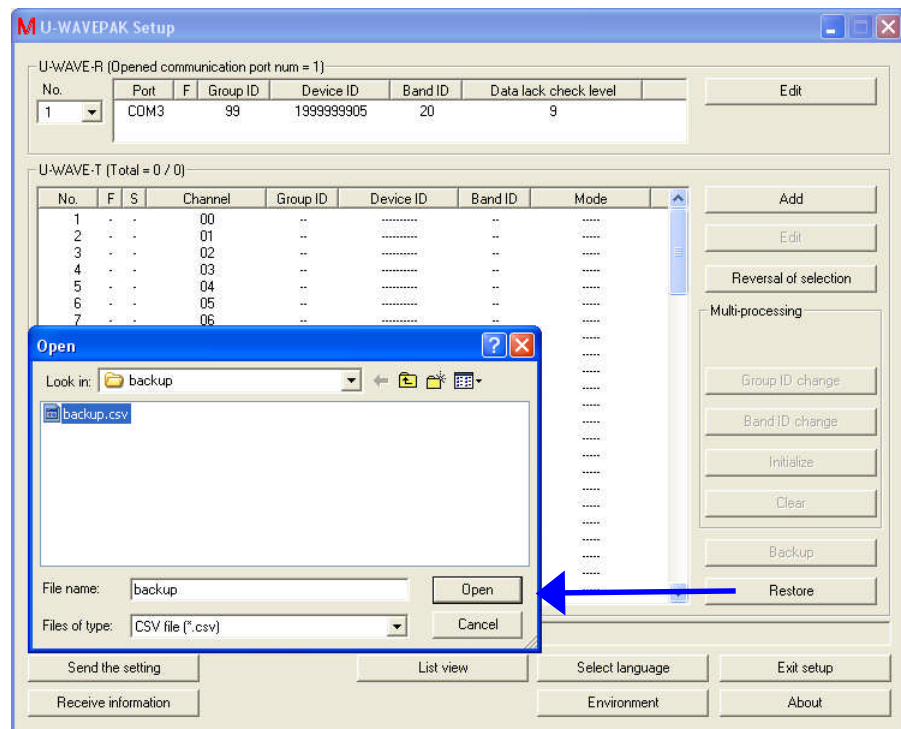 M U-WAVEPAK Setup
U-WAVE-R (Opened communication port num = 1)
No. Port F Group ID Device ID Band ID Data lack check level Edit
1 COM3 99 1999999905 20 9
U-WAVE-T (Total = 0 / 0)
No. F S Channel Group ID Device ID Band ID Mode Add
1 - - 00 -- ---------- -- -----
2 - - 01 -- ---------- -- ----- Edit
3 - - 02 -- ---------- -- -----
4 - - 03 -- ---------- -- -----
5 - - 04 -- ---------- -- ----- Reversal of selection
6 - - 05 -- ---------- -- -----
7 - - 06 -- ---------- -- ----- Multi-processing
Open
Look in: backup
backup.csv
Group ID change
Band ID change
Initialize
Clear
Backup
File name: backup Open Restore
Files of type: CSV file (*.csv) Cancel
Send the setting List view Select language Exit setup
Receive information Environment About